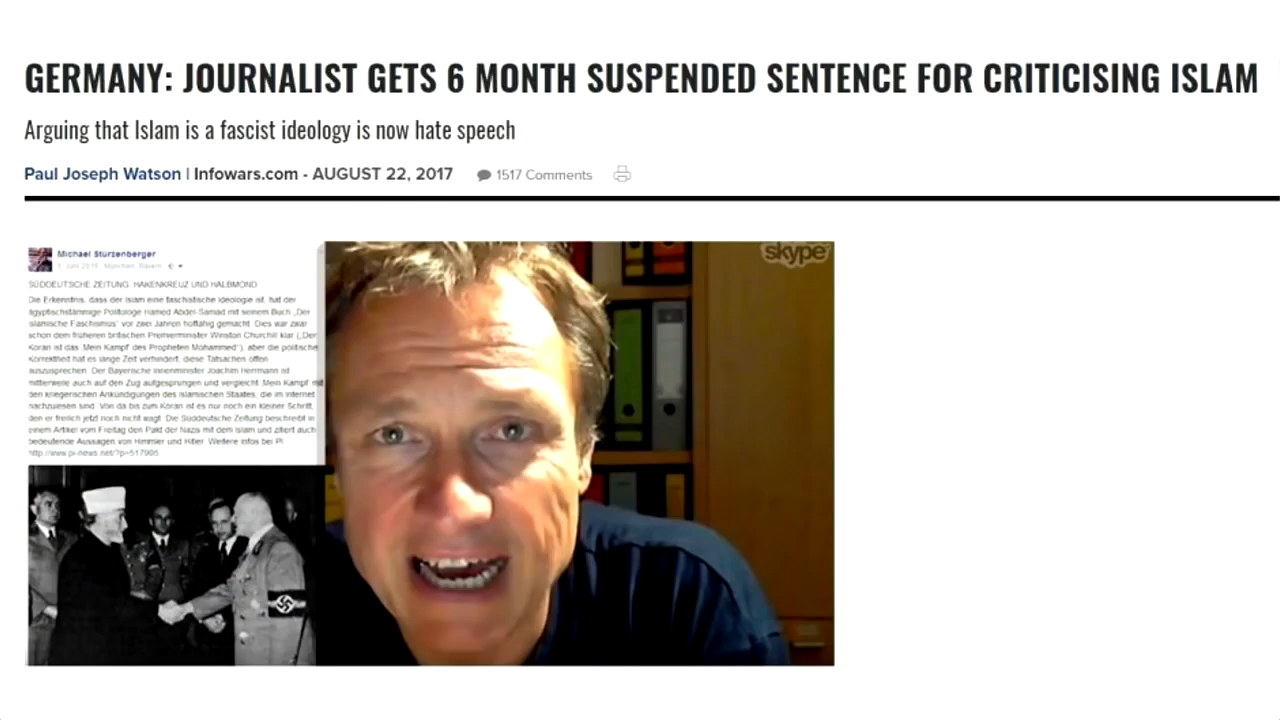 GERMANY: JOURNALIST GETS 6 MONTH SUSPENDED SENTENCE FOR CRITICISING ISLAM
Arguing that Islam is a fascist ideology is now hate speech
Paul Joseph Watson | Infowars.com - AUGUST 22, 2017 1517 Comments
Michael Stürzenberger
SÜDDEUTSCHE ZEITUNG: HAKENKREUZ UND HALBMOND
Die Erkenntnis, dass der Islam eine faschistische Ideologie ist, hat der
ägyptischstämmige Politologe Hamed Abdel-Samad mit seinem Buch „Der
islamische Faschismus" vor zwei Jahren hoffähig gemacht. Dies war zwar
schon dem früheren britischen Premierminister Winston Churchill klar („Der
Koran ist das Mein Kampf des Propheten Mohammed"), aber die politische
Korrektheit hat es lange Zeit verhindert, diese Tatsachen offen
auszusprechen. Der Bayerische Innenminister Joachim Herrmann ist
mittlerweile auch auf den Zug aufgesprungen und vergleicht Mein Kampf mit
den kriegerischen Ankündigungen des Islamischen Staates, die im Internet
nachzulesen sind. Von da bis zum Koran ist es nur noch ein kleiner Schritt,
den er freilich jetzt noch nicht wagt. Die Süddeutsche Zeitung beschreibt in
einem Artikel vom Freitag den Pakt der Nazis mit dem Islam und zitiert auch
bedeutende Aussagen von Himmler und Hitler. Weitere Infos bei PI
http://www.pi-news.net/?p=517995
skype